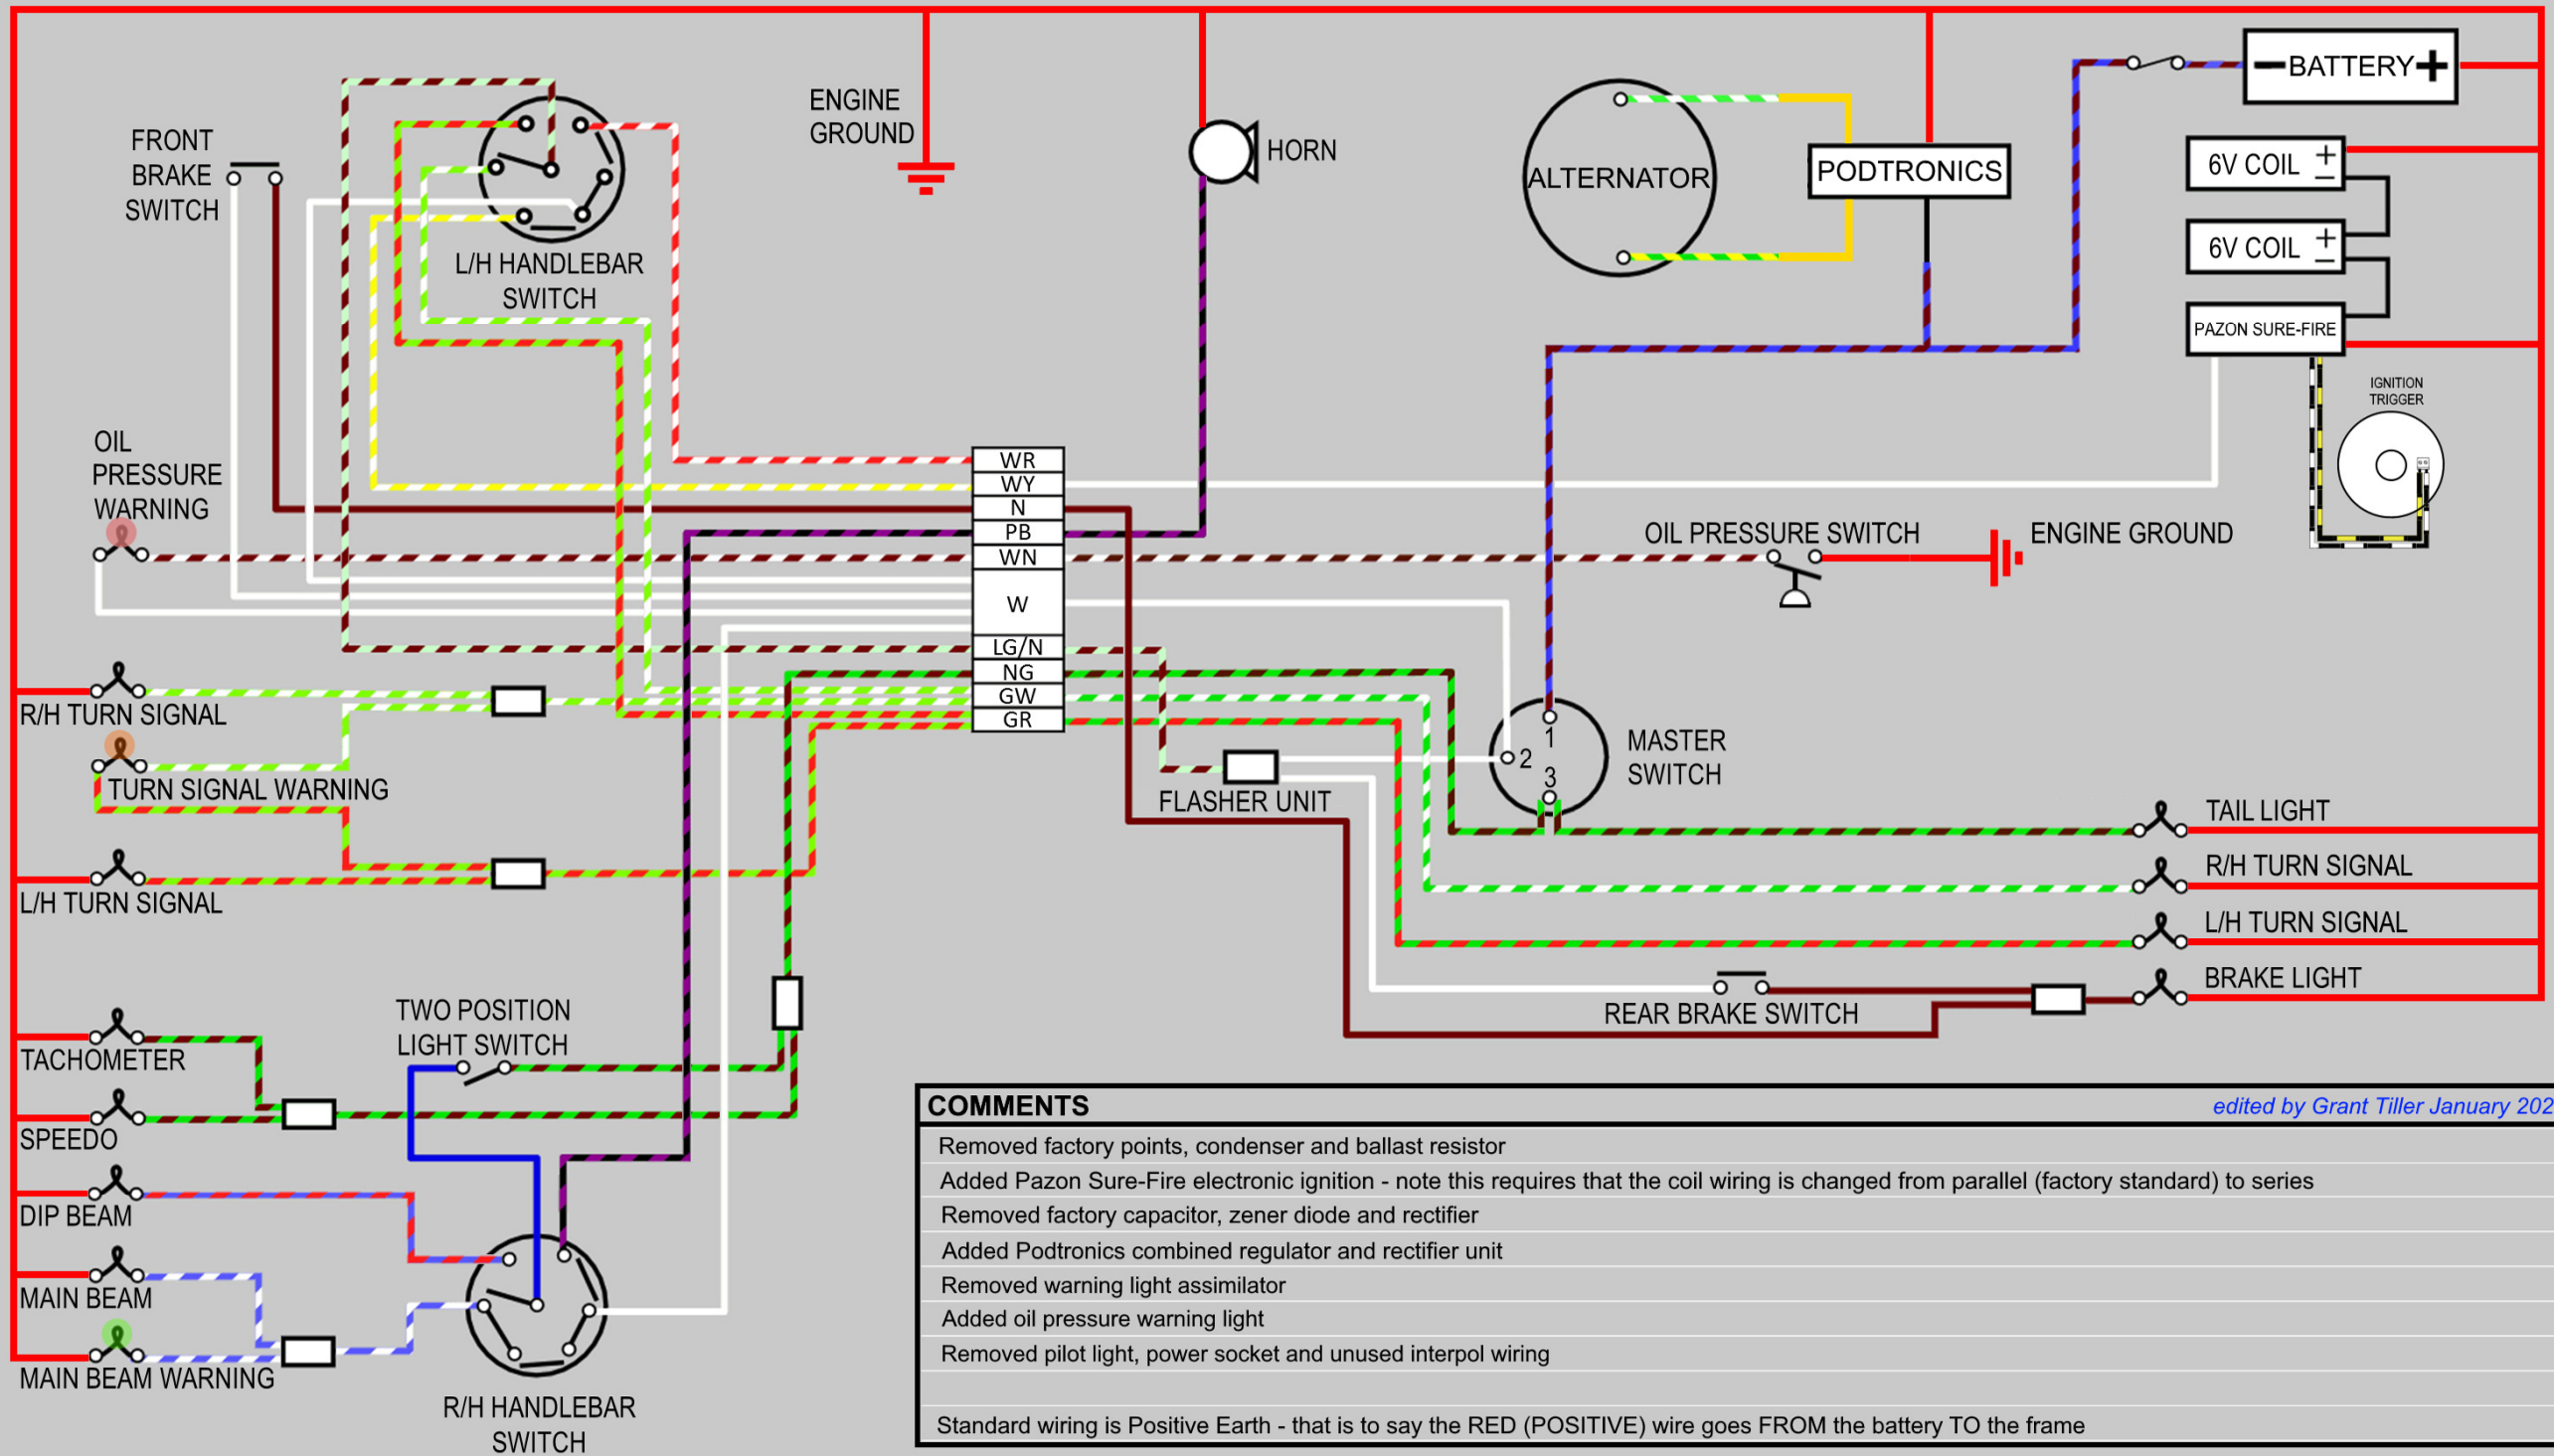 FRONT
BRAKE
SWITCH
L/H HANDLEBAR
SWITCH
ENGINE
GROUND
HORN
ALTERNATOR
PODTRONICS
BATTERY
6V COIL + −
6V COIL + −
PAZON SURE-FIRE
IGNITION
TRIGGER
OIL
PRESSURE
WARNING
WR
WY
N
PB
WN
W
LG/N
NG
GW
GR
OIL PRESSURE SWITCH
ENGINE GROUND
R/H TURN SIGNAL
TURN SIGNAL WARNING
L/H TURN SIGNAL
FLASHER UNIT
1
2
3
MASTER
SWITCH
TAIL LIGHT
R/H TURN SIGNAL
L/H TURN SIGNAL
BRAKE LIGHT
REAR BRAKE SWITCH
TWO POSITION
LIGHT SWITCH
TACHOMETER
SPEEDO
DIP BEAM
MAIN BEAM
MAIN BEAM WARNING
R/H HANDLEBAR
SWITCH
COMMENTS
edited by Grant Tiller January 202
Removed factory points, condenser and ballast resistor
Added Pazon Sure-Fire electronic ignition - note this requires that the coil wiring is changed from parallel (factory standard) to series
Removed factory capacitor, zener diode and rectifier
Added Podtronics combined regulator and rectifier unit
Removed warning light assimilator
Added oil pressure warning light
Removed pilot light, power socket and unused interpol wiring
Standard wiring is Positive Earth - that is to say the RED (POSITIVE) wire goes FROM the battery TO the frame